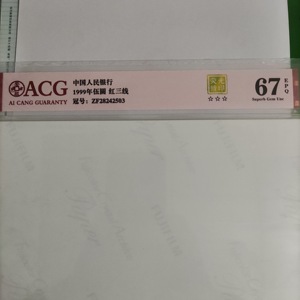 ACG
AI CANG GUARANTY
中国人民银行
1999年伍圆 红三线
冠号: ZF28242503
☆☆☆
67
EPQ
Superb Gem Unc